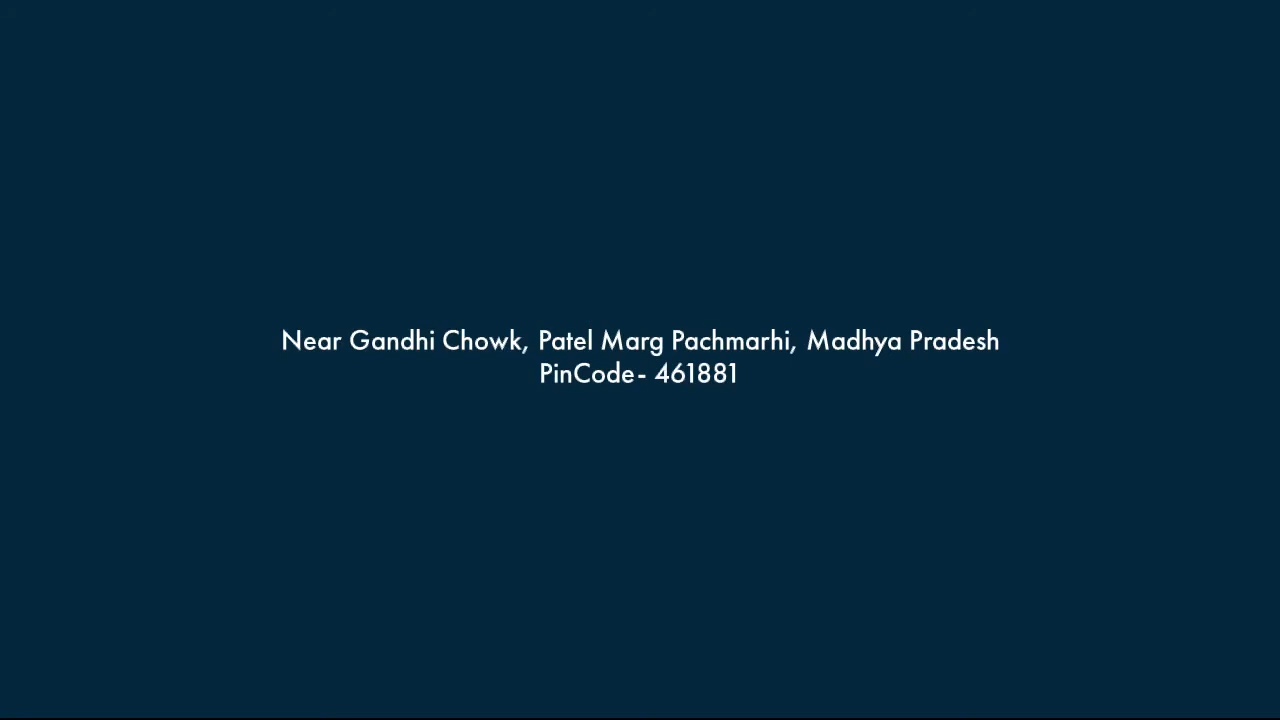 Near Gandhi Chowk, Patel Marg Pachmarhi, Madhya Pradesh
PinCode- 461881